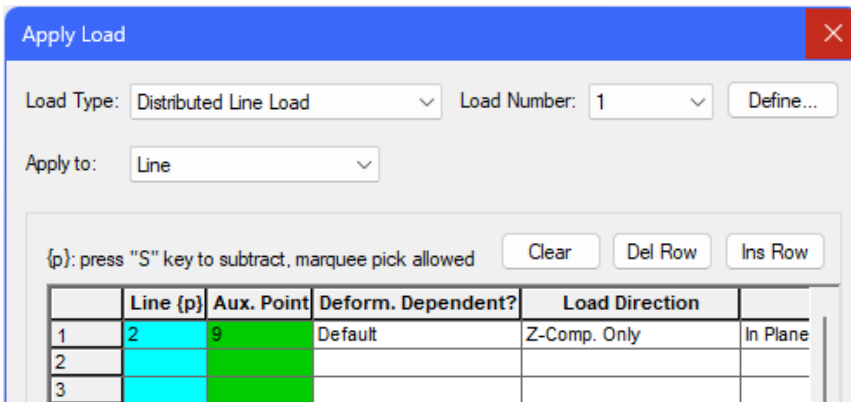 Apply Load
Load Type: Distributed Line Load Load Number: 1 Define...
Apply to: Line
{p}: press "S" key to subtract, marquee pick allowed Clear Del Row Ins Row
Line {p} Aux. Point Deform. Dependent? Load Direction
1 2 9 Default Z-Comp. Only In Plane
2
3